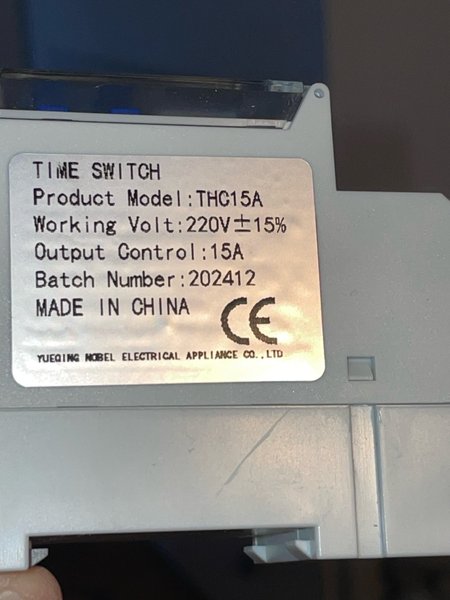 TIME SWITCH
Product Model:THC15A
Working Volt:220V±15%
Output Control:15A
Batch Number:202412
MADE IN CHINA
CE
YUEQING NOBEL ELECTRICAL APPLIANCE CO.,LTD